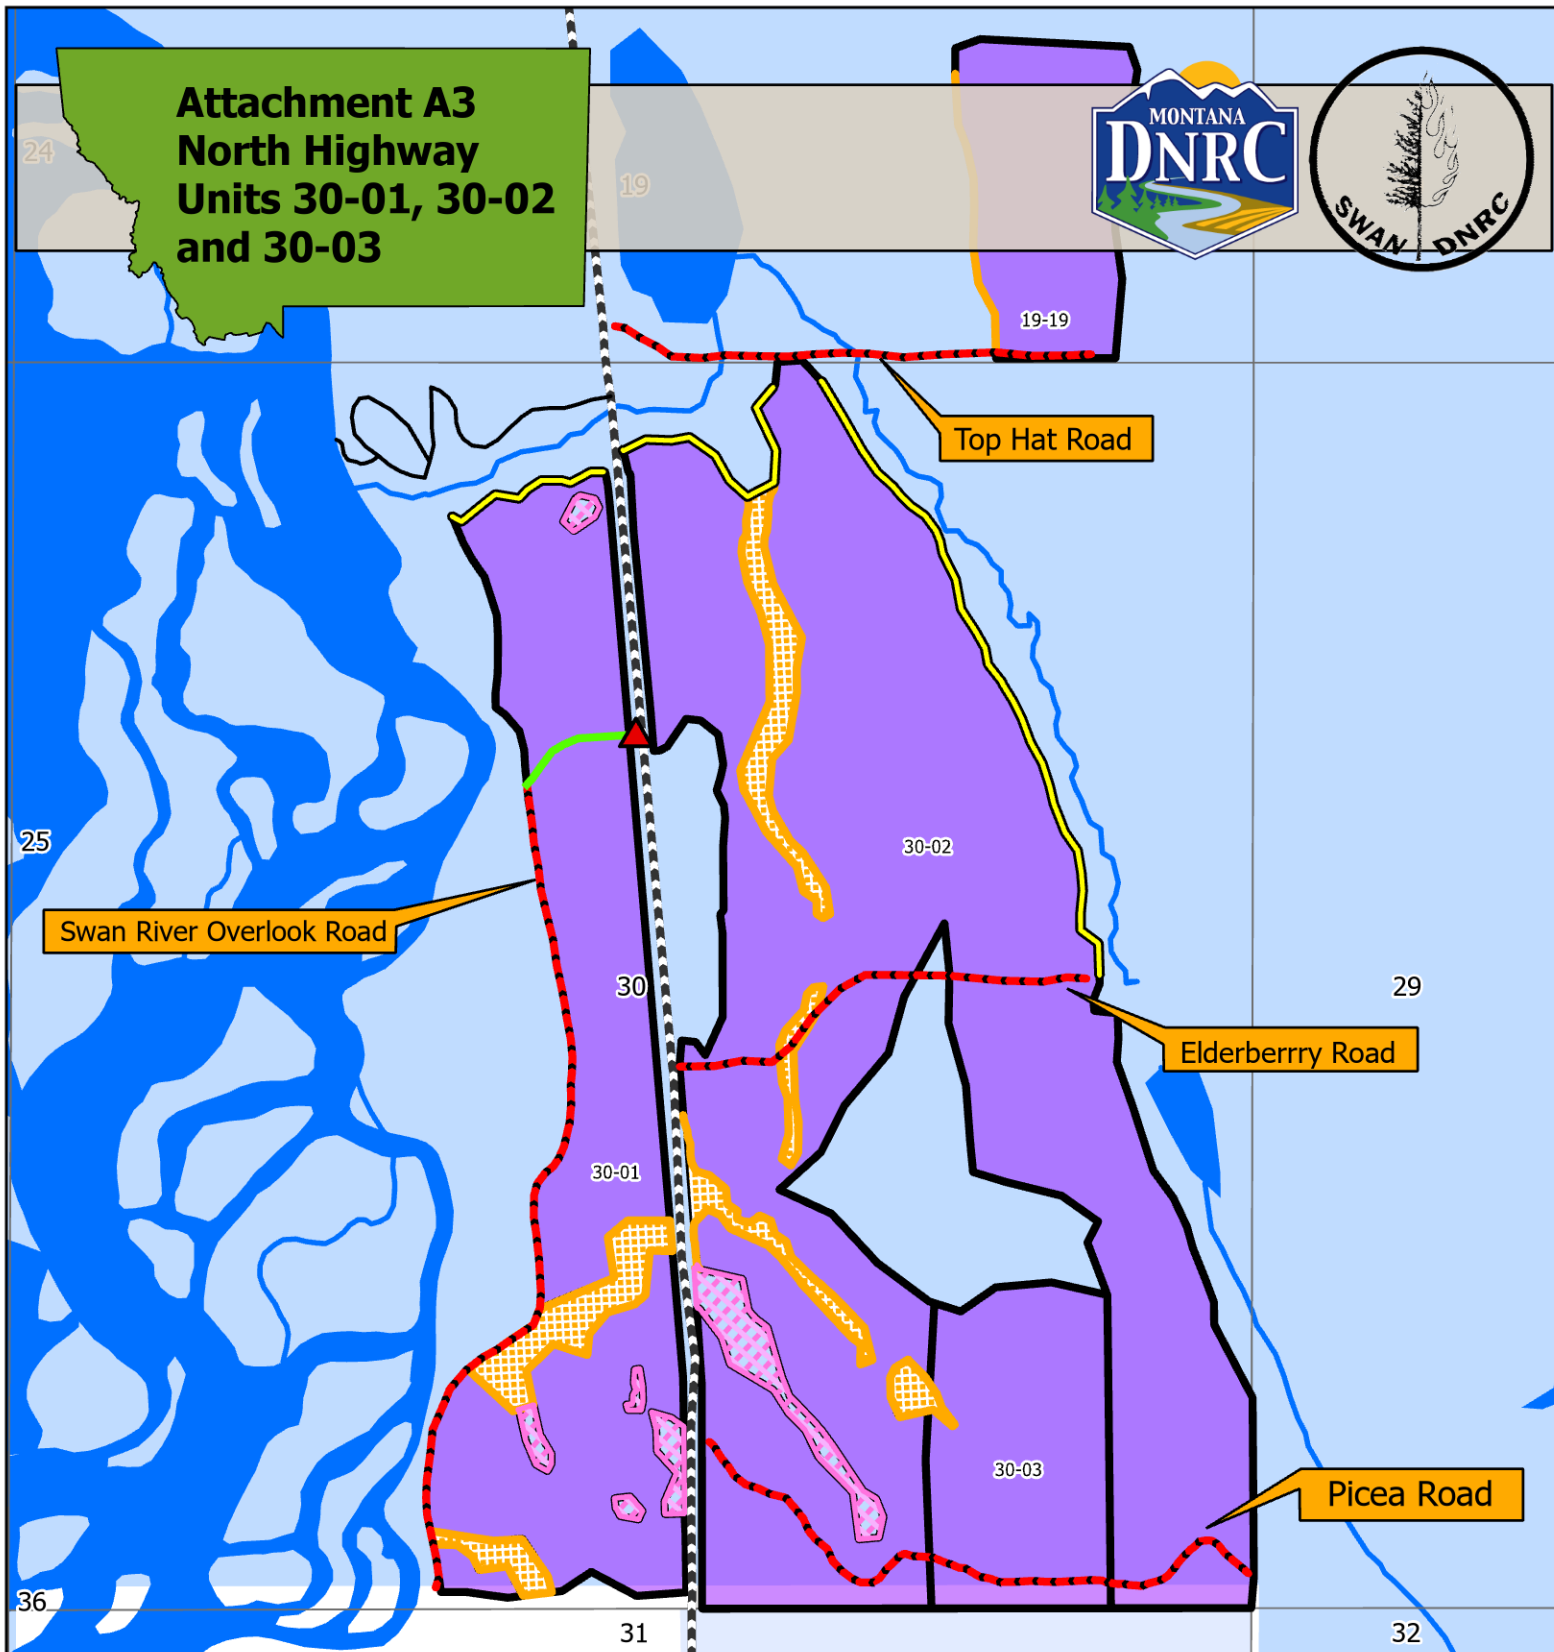 Attachment A3
North Highway
Units 30-01, 30-02
and 30-03
MONTANA
DNRC
SWAN DNRC
24
19
19-19
Top Hat Road
25
30-02
Swan River Overlook Road
30
29
Elderberrry Road
30-01
30-03
Picea Road
36
31
32